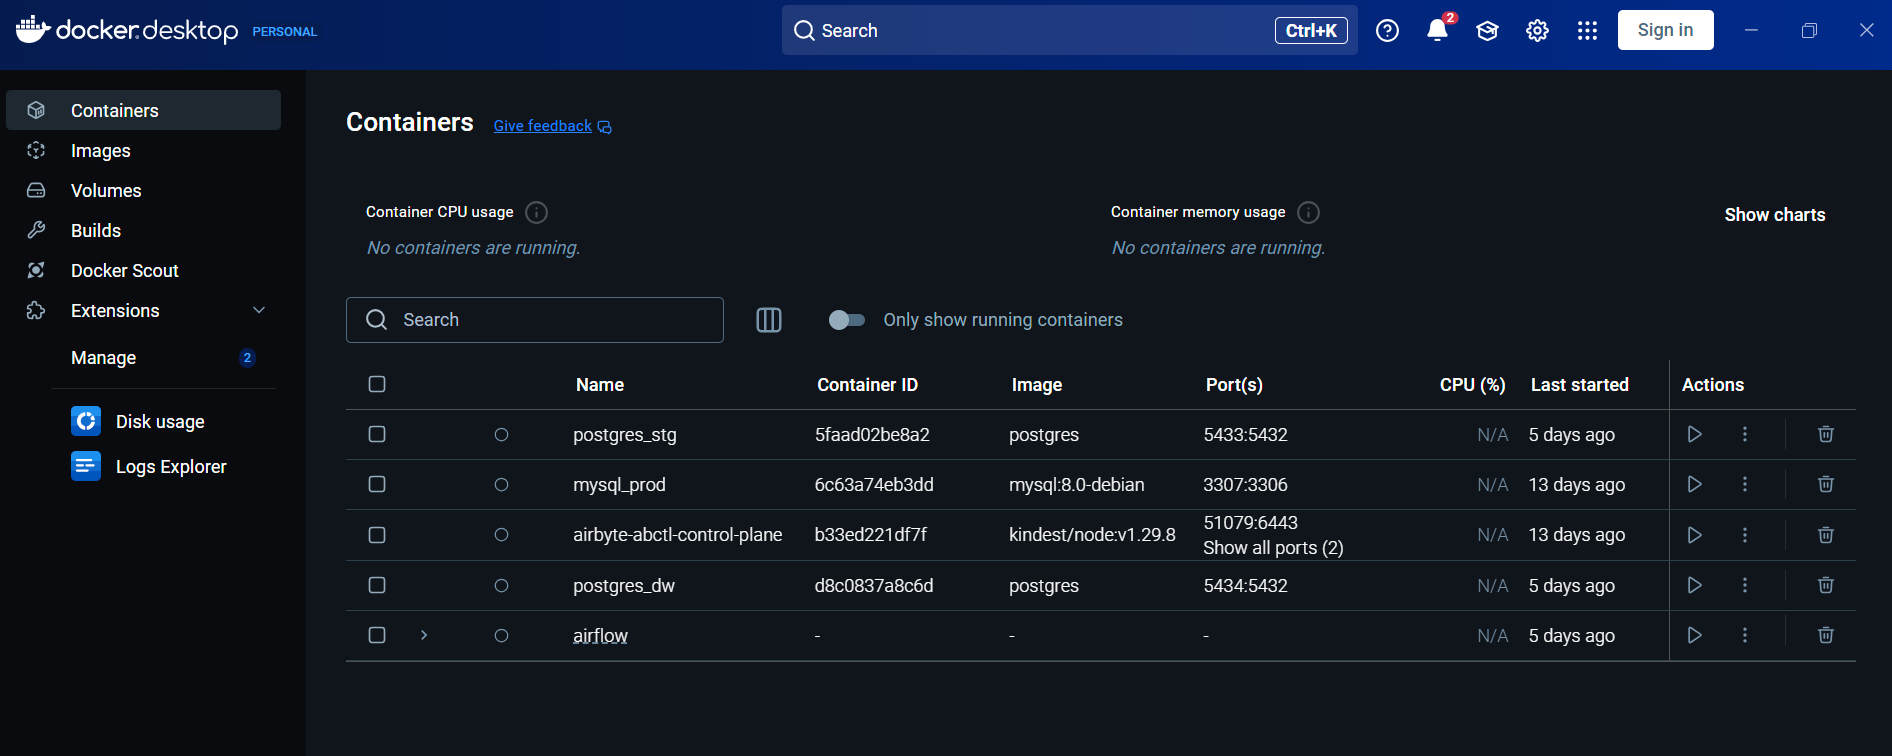 docker.desktop PERSONAL Search Ctrl+K 2 Sign in
Containers
Images
Volumes
Builds
Docker Scout
Extensions
Manage 2
Disk usage
Logs Explorer
Containers Give feedback
Container CPU usage
No containers are running.
Container memory usage
No containers are running.
Show charts
Search
Only show running containers
Name Container ID Image Port(s) CPU (%) Last started Actions
postgres_stg 5faad02be8a2 postgres 5433:5432 N/A 5 days ago
mysql_prod 6c63a74eb3dd mysql:8.0-debian 3307:3306 N/A 13 days ago
airbyte-abctl-control-plane b33ed221df7f kindest/node:v1.29.8 51079:6443 N/A 13 days ago
Show all ports (2)
postgres_dw d8c0837a8c6d postgres 5434:5432 N/A 5 days ago
airflow - - - N/A 5 days ago